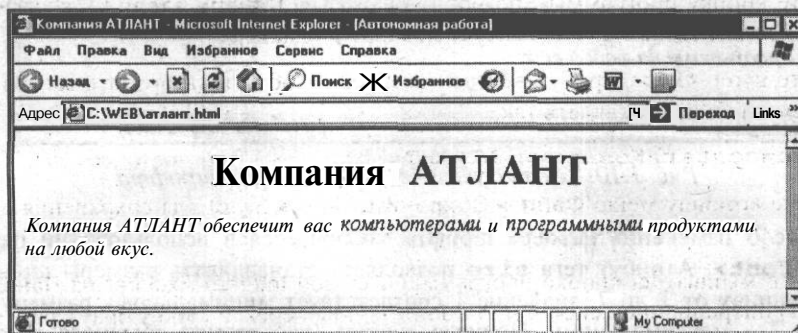 Компания АТЛАНТ - Microsoft Internet Explorer - [Автономная работа]
Файл Правка Вид Избранное Сервис Справка
Назад Поиск Ж Избранное
Адрес C:\WEB\атлант.html [Ч Переход Links »
Компания АТЛАНТ
Компания АТЛАНТ обеспечит вас компьютерами и программными продуктами
на любой вкус.
Готово My Computer